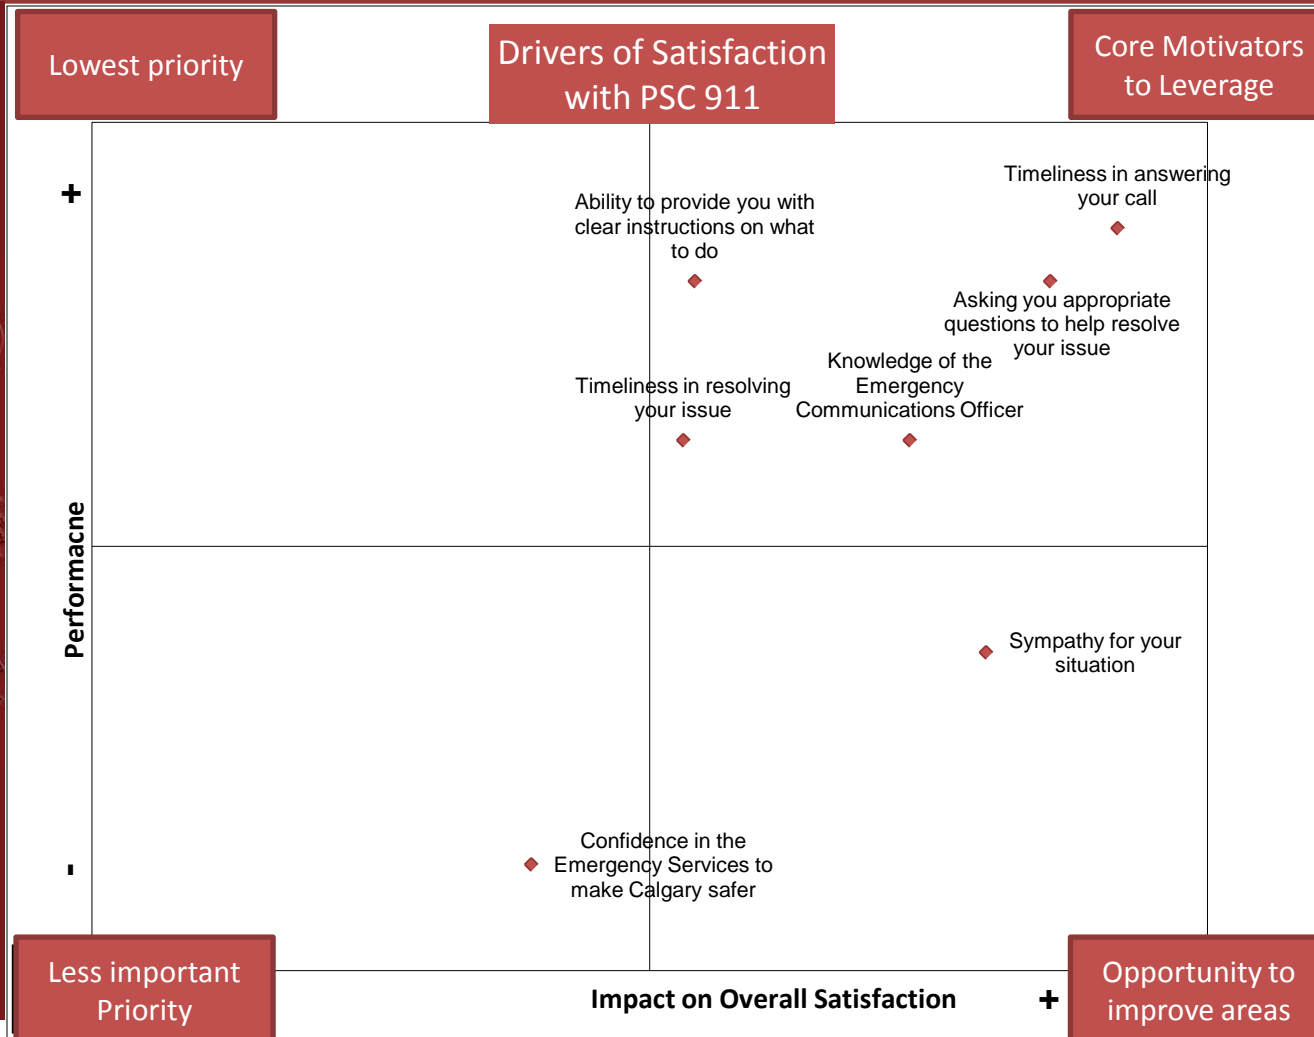 Lowest priority
Drivers of Satisfaction
with PSC 911
Core Motivators
to Leverage
+
Timeliness in answering
your call
Ability to provide you with
clear instructions on what
to do
Asking you appropriate
questions to help resolve
your issue
Knowledge of the
Emergency
Communications Officer
Timeliness in resolving
your issue
Performacne
Sympathy for your
situation
Confidence in the
Emergency Services to
make Calgary safer
-
Less important
Priority
Impact on Overall Satisfaction
+
Opportunity to
improve areas